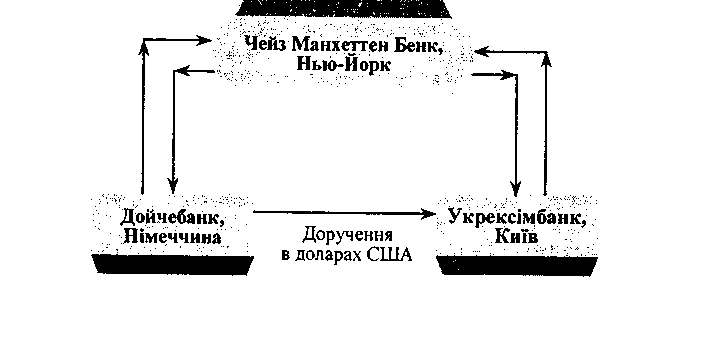 Чейз Манхеттен Бенк,
Нью-Йорк
Дойчебанк,
Німеччина
Доручення
в доларах США
Укрексімбанк,
Київ